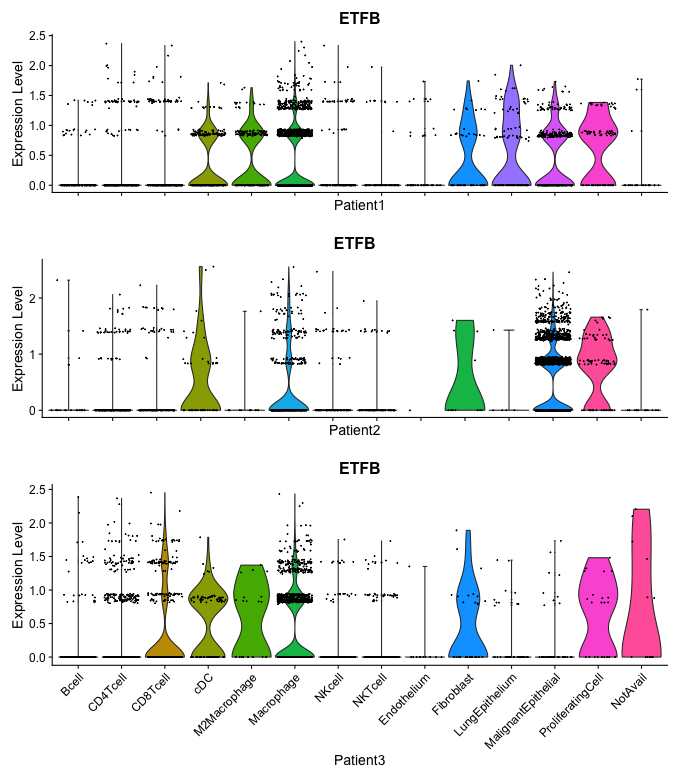 ETFB
Expression Level
2.5
2.0
1.5
1.0
0.5
0.0
Patient1
ETFB
Expression Level
2
1
0
Patient2
ETFB
Expression Level
2.5
2.0
1.5
1.0
0.5
0.0
Bcell
CD4Tcell
CD8Tcell
cDC
M2Macrophage
Macrophage
NKcell
NKTcell
Endothelium
Fibroblast
LungEpithelium
MalignantEpithelial
ProliferatingCell
NotAvail
Patient3